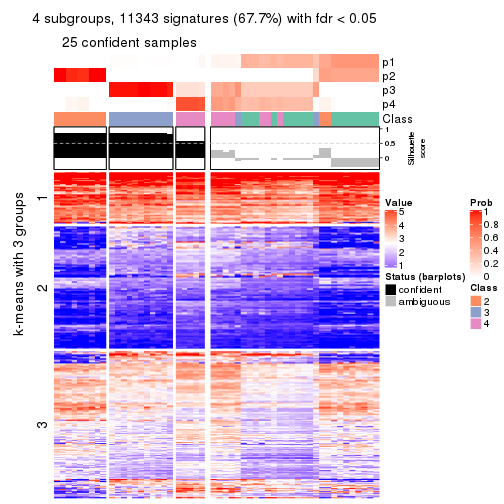 4 subgroups, 11343 signatures (67.7%) with fdr < 0.05
25 confident samples
p1
p2
p3
p4
Class
1
0.5
0
Silhouette
score
k-means with 3 groups
1
2
3
Value
5
4
3
2
1
Status (barplots)
confident
ambiguous
Prob
1
0.8
0.6
0.4
0.2
0
Class
2
3
4